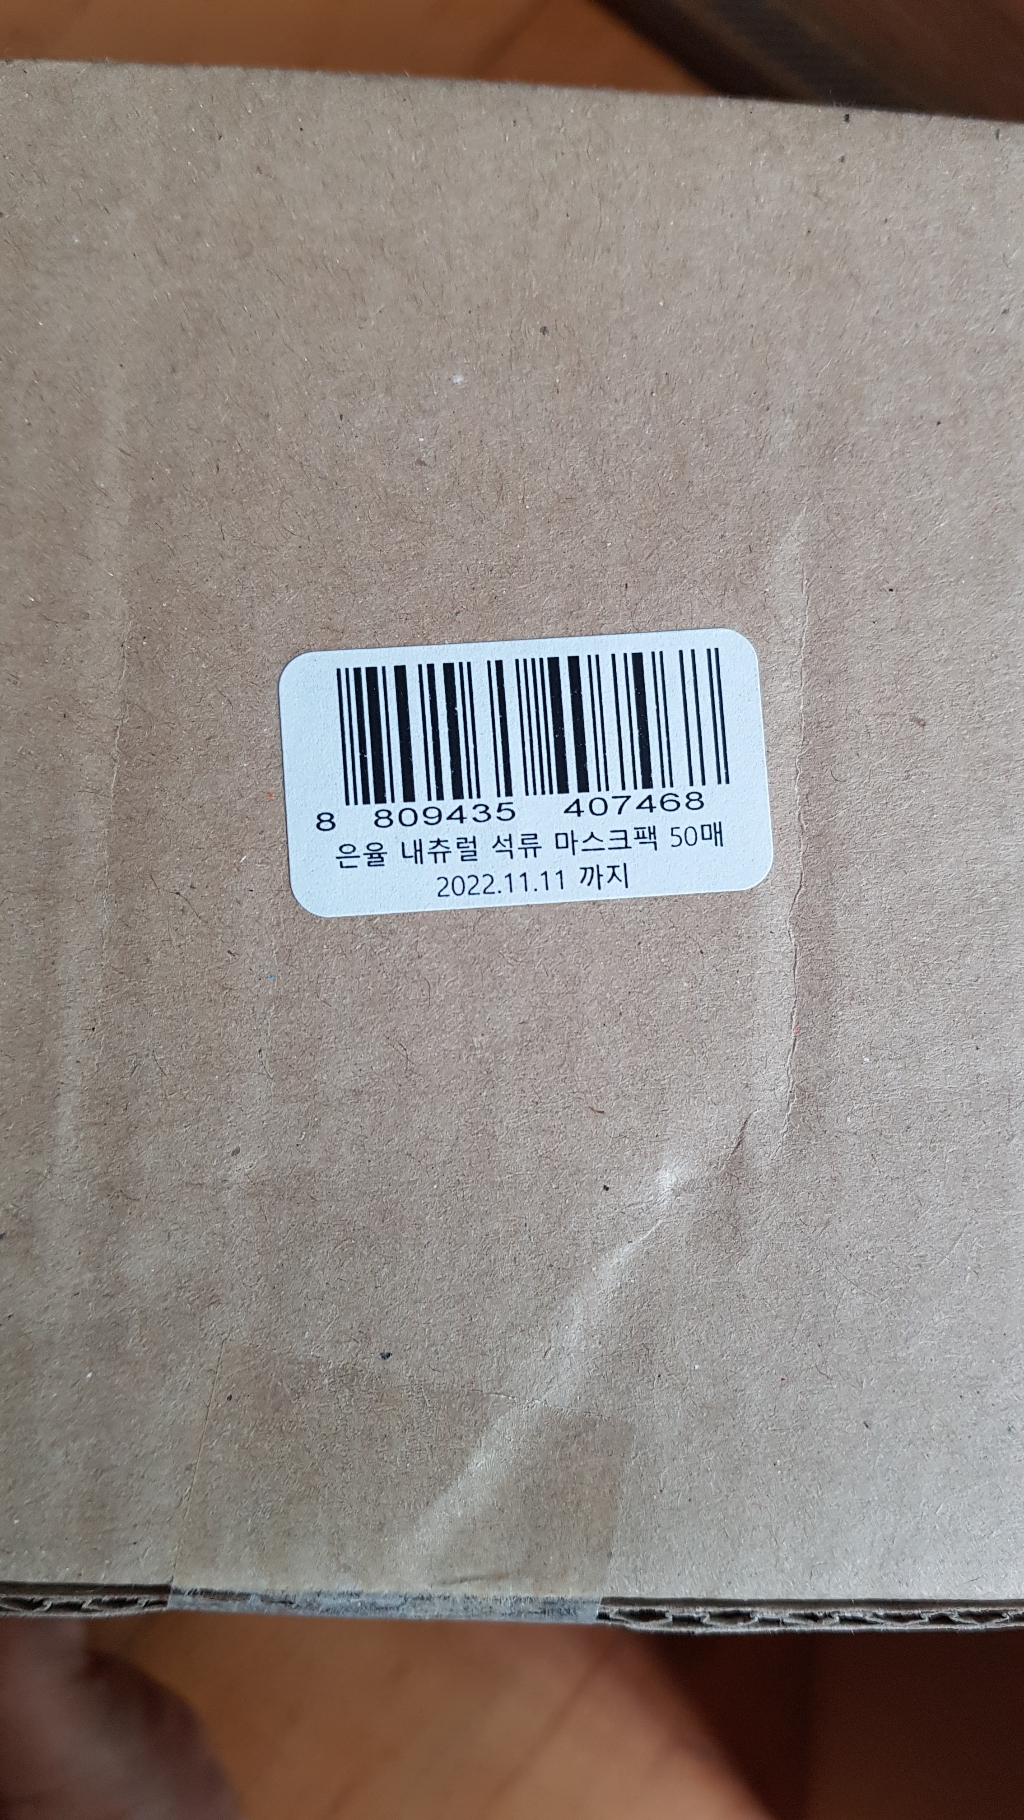 8 809435 407468
은율 내츄럴 석류 마스크팩 50매
2022.11.11 까지